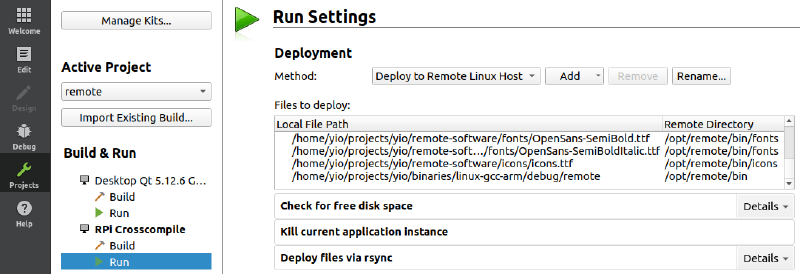 Welcome
Edit
Design
Debug
Projects
Help
Manage Kits...
Active Project
remote
Import Existing Build...
Build & Run
Desktop Qt 5.12.6 G...
Build
Run
RPi Crosscompile
Build
Run
Run Settings
Deployment
Method: Deploy to Remote Linux Host Add Remove Rename...
Files to deploy:
Local File Path Remote Directory
/home/yio/projects/yio/remote-software/fonts/OpenSans-SemiBold.ttf /opt/remote/bin/fonts
/home/yio/projects/yio/remote-soft.../fonts/OpenSans-SemiBoldItalic.ttf /opt/remote/bin/fonts
/home/yio/projects/yio/remote-software/icons/icons.ttf /opt/remote/bin/icons
/home/yio/projects/yio/binaries/linux-gcc-arm/debug/remote /opt/remote/bin
Check for free disk space Details
Kill current application instance
Deploy files via rsync Details